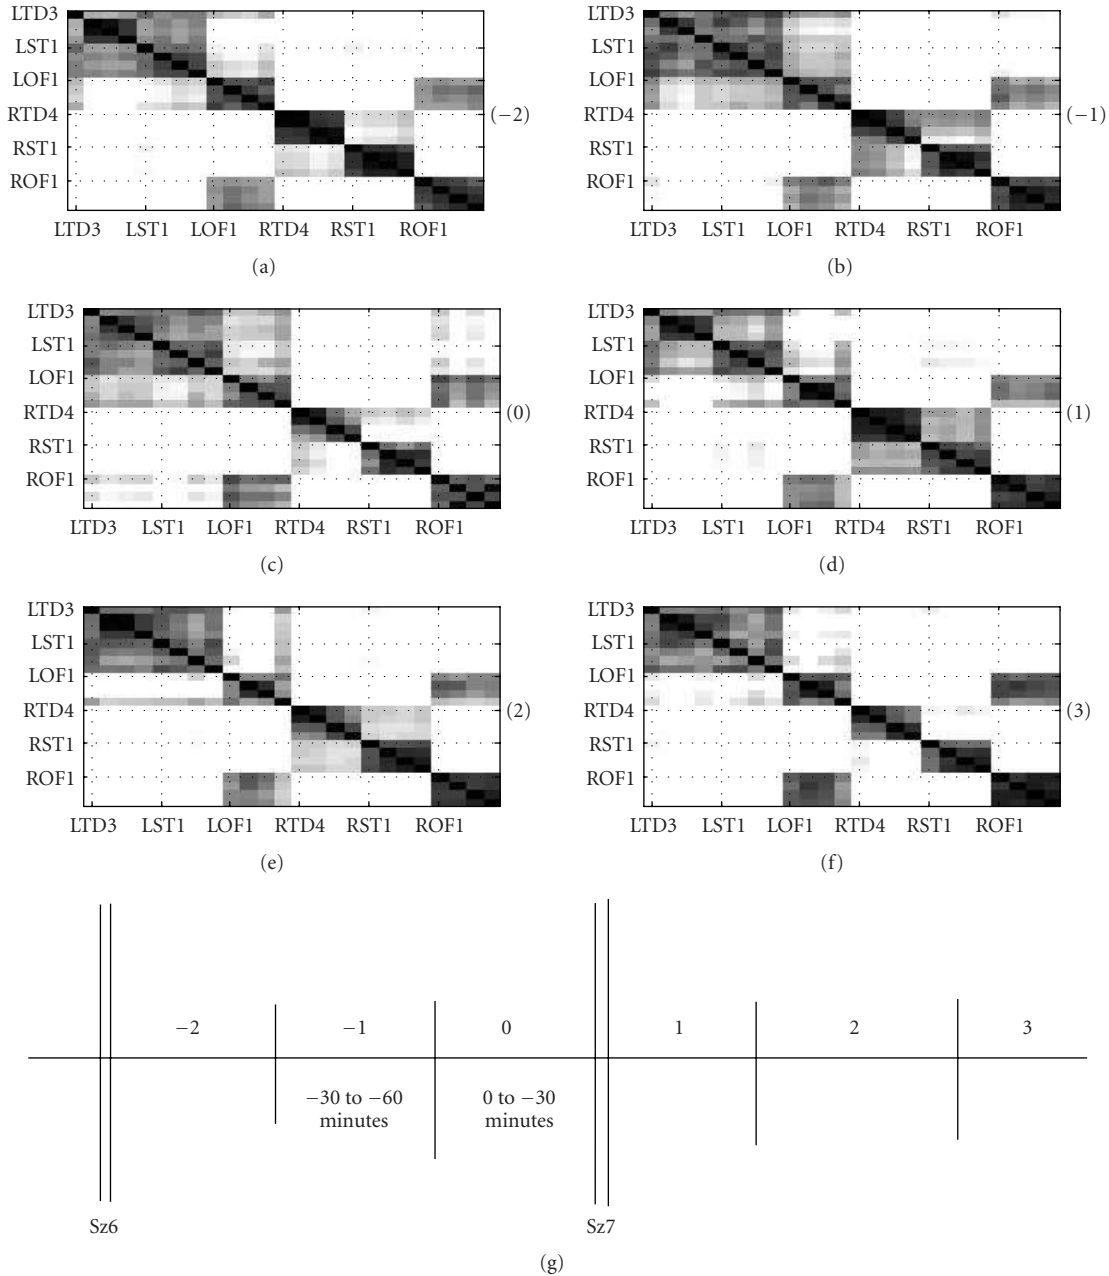 LTD3
LST1
LOF1
RTD4
RST1
ROF1
(−2)
LTD3 LST1 LOF1 RTD4 RST1 ROF1
(a)
LTD3
LST1
LOF1
RTD4
RST1
ROF1
(−1)
LTD3 LST1 LOF1 RTD4 RST1 ROF1
(b)
LTD3
LST1
LOF1
RTD4
RST1
ROF1
(0)
LTD3 LST1 LOF1 RTD4 RST1 ROF1
(c)
LTD3
LST1
LOF1
RTD4
RST1
ROF1
(1)
LTD3 LST1 LOF1 RTD4 RST1 ROF1
(d)
LTD3
LST1
LOF1
RTD4
RST1
ROF1
(2)
LTD3 LST1 LOF1 RTD4 RST1 ROF1
(e)
LTD3
LST1
LOF1
RTD4
RST1
ROF1
(3)
LTD3 LST1 LOF1 RTD4 RST1 ROF1
(f)
−2 −1 0 1 2 3
−30 to −60
minutes
0 to −30
minutes
Sz6 Sz7
(g)